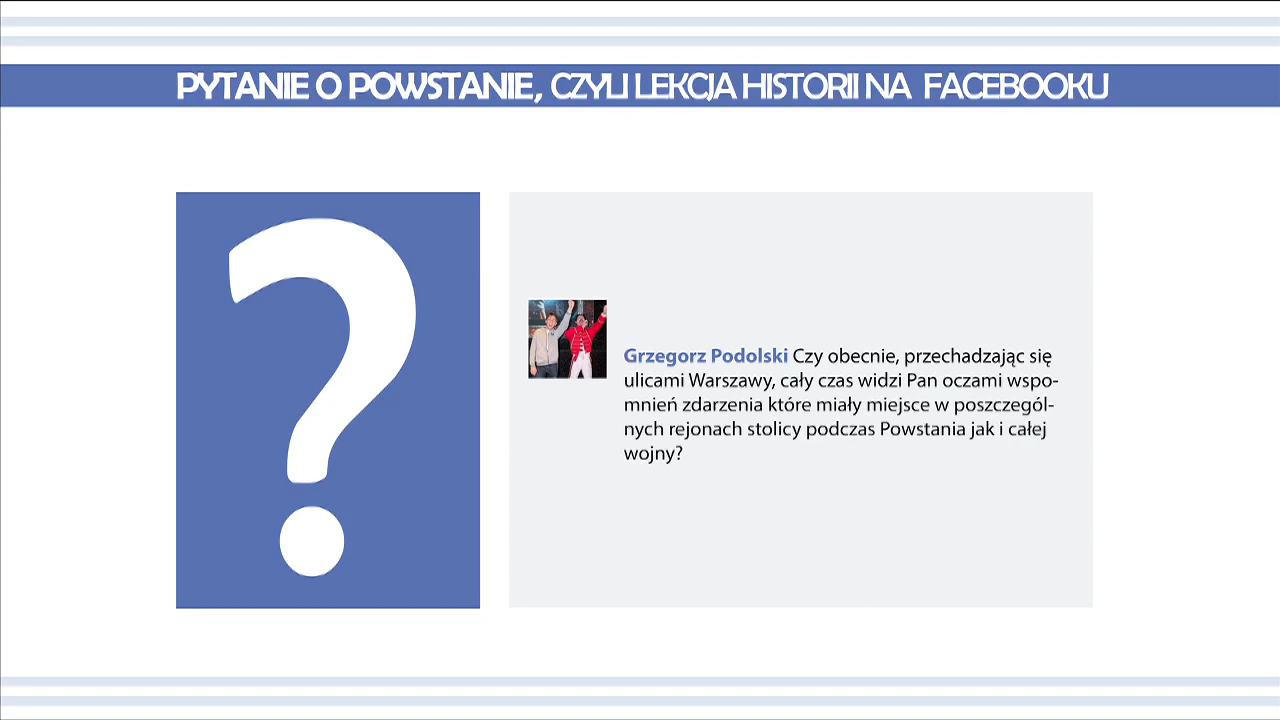 PYTANIE O POWSTANIE, CZYLI LEKCJA HISTORII NA FACEBOOKU
?
Grzegorz Podolski Czy obecnie, przechadzając się
ulicami Warszawy, cały czas widzi Pan oczami wspo-
mnień zdarzenia które miały miejsce w poszczegól-
nych rejonach stolicy podczas Powstania jak i całej
wojny?